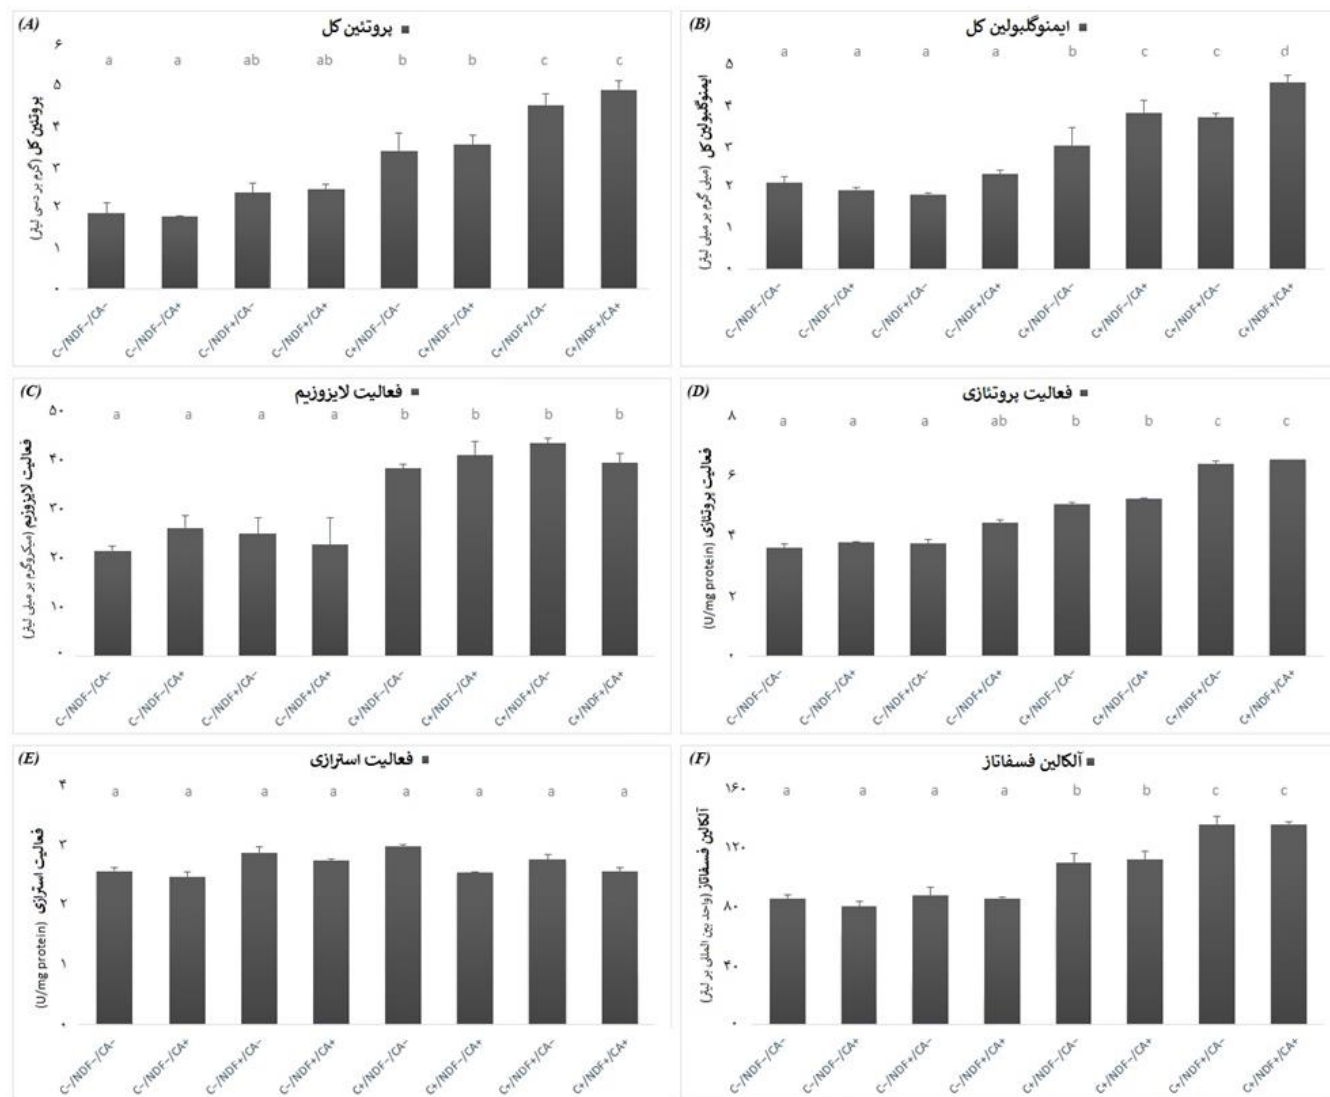 (A)
پروتئین کل
پروتئین کل (گرم بر دسی لیتر)
۶
۵
۴
۳
۲
۱
۰
a a ab ab b b c c
C−/NDF−/CA− C−/NDF−/CA+ C−/NDF+/CA− C−/NDF+/CA+ C+/NDF−/CA− C+/NDF−/CA+ C+/NDF+/CA− C+/NDF+/CA+
(B)
ایمنوگلبولین کل
ایمنوگلبولین کل (میلی گرم بر میلی لیتر)
۵
۴
۳
۲
۱
۰
a a a a b c c d
C−/NDF−/CA− C−/NDF−/CA+ C−/NDF+/CA− C−/NDF+/CA+ C+/NDF−/CA− C+/NDF−/CA+ C+/NDF+/CA− C+/NDF+/CA+
(C)
فعالیت لایزوزیم
فعالیت لایزوزیم (میکروگرم بر میلی لیتر)
۵۰
۴۰
۳۰
۲۰
۱۰
۰
a a a a b b b b
C−/NDF−/CA− C−/NDF−/CA+ C−/NDF+/CA− C−/NDF+/CA+ C+/NDF−/CA− C+/NDF−/CA+ C+/NDF+/CA− C+/NDF+/CA+
(D)
فعالیت پروتئازی
فعالیت پروتئازی (U/mg protein)
۸
۶
۴
۲
۰
a a a ab b b c c
C−/NDF−/CA− C−/NDF−/CA+ C−/NDF+/CA− C−/NDF+/CA+ C+/NDF−/CA− C+/NDF−/CA+ C+/NDF+/CA− C+/NDF+/CA+
(E)
فعالیت استرازی
فعالیت استرازی (U/mg protein)
۴
۳
۲
۱
۰
a a a a a a a a
C−/NDF−/CA− C−/NDF−/CA+ C−/NDF+/CA− C−/NDF+/CA+ C+/NDF−/CA− C+/NDF−/CA+ C+/NDF+/CA− C+/NDF+/CA+
(F)
آلکالین فسفاتاز
آلکالین فسفاتاز (واحد بین المللی بر لیتر)
۱۶۰
۱۲۰
۸۰
۴۰
۰
a a a a b b c c
C−/NDF−/CA− C−/NDF−/CA+ C−/NDF+/CA− C−/NDF+/CA+ C+/NDF−/CA− C+/NDF−/CA+ C+/NDF+/CA− C+/NDF+/CA+